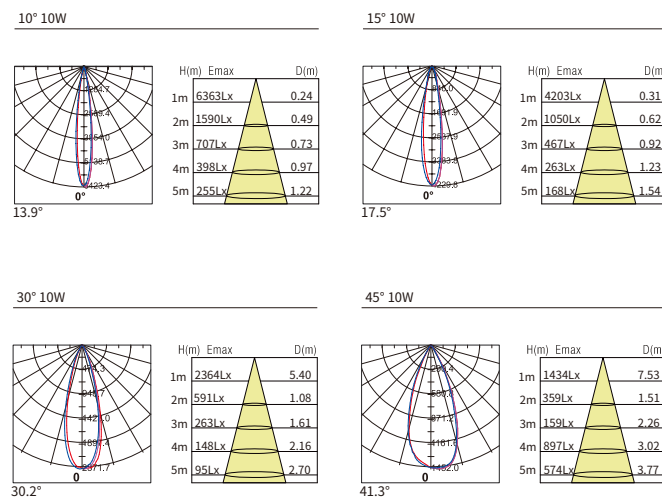 10° 10W
H(m) Emax D(m)
1m 6363Lx 0.24
2m 1590Lx 0.49
3m 707Lx 0.73
4m 398Lx 0.97
5m 255Lx 1.22
0°
13.9°
15° 10W
H(m) Emax D(m)
1m 4203Lx 0.31
2m 1050Lx 0.62
3m 467Lx 0.92
4m 263Lx 1.23
5m 168Lx 1.54
0°
17.5°
30° 10W
H(m) Emax D(m)
1m 2364Lx 5.40
2m 591Lx 1.08
3m 263Lx 1.61
4m 148Lx 2.16
5m 95Lx 2.70
0
30.2°
45° 10W
H(m) Emax D(m)
1m 1434Lx 7.53
2m 359Lx 1.51
3m 159Lx 2.26
4m 897Lx 3.02
5m 574Lx 3.77
0
41.3°